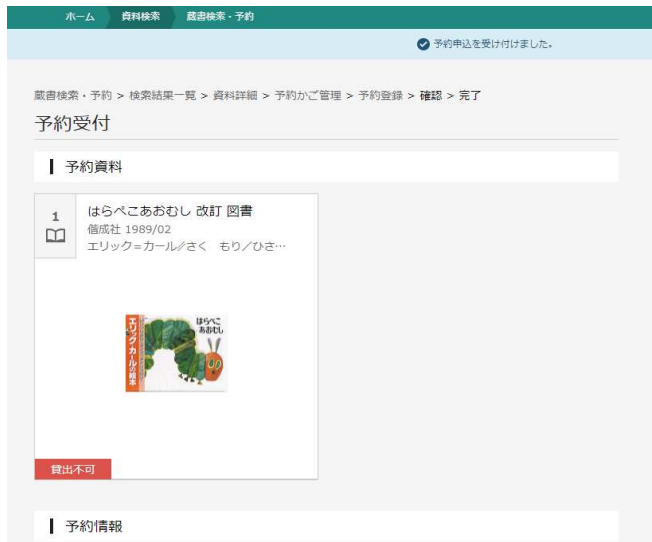 ホーム 資料検索 蔵書検索・予約
予約申込を受け付けました。
蔵書検索・予約 > 検索結果一覧 > 資料詳細 > 予約かご管理 > 予約登録 > 確認 > 完了
予約受付
予約資料
1
はらぺこあおむし 改訂 図書
偕成社 1989/02
エリック=カール∥さく もり/ひさ…
エリック・カールの絵本
はらぺこ
あおむし
貸出不可
予約情報